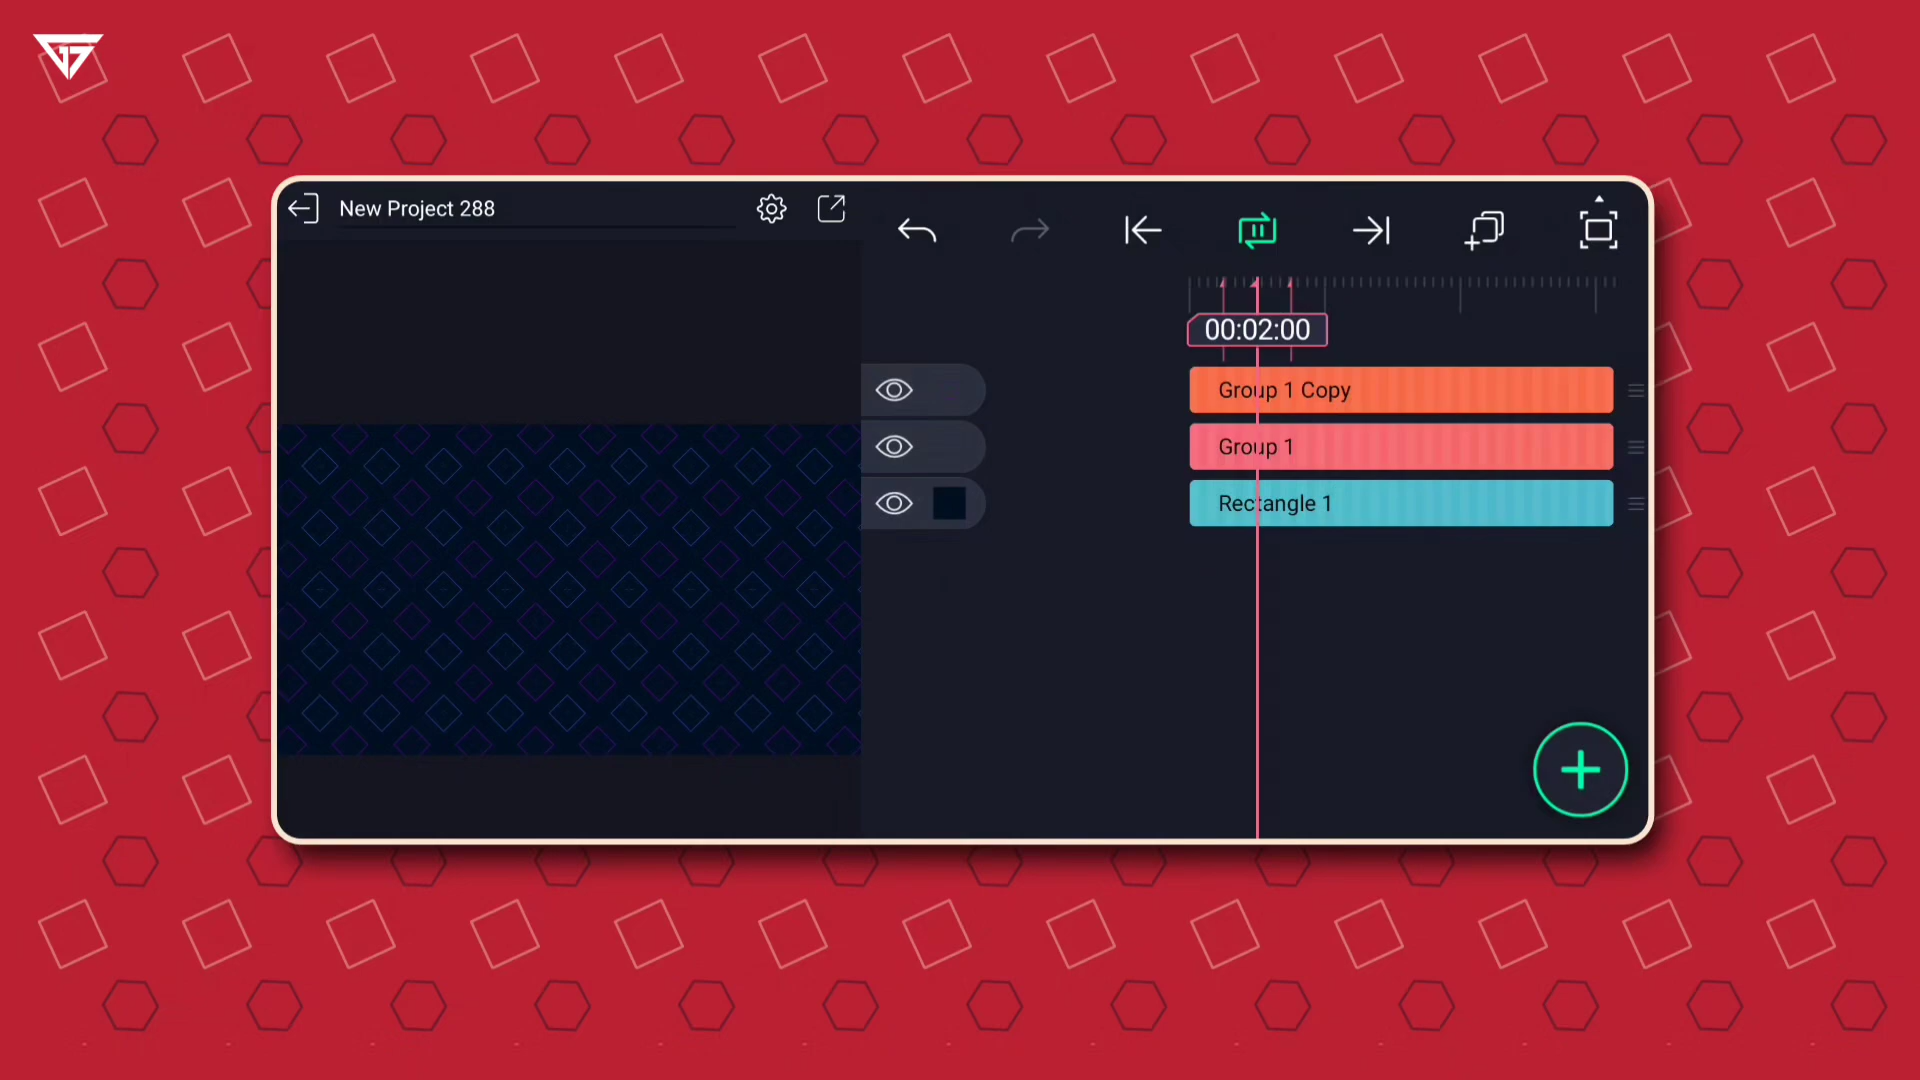 New Project 288
00:02:00
Group 1 Copy
Group 1
Rectangle 1